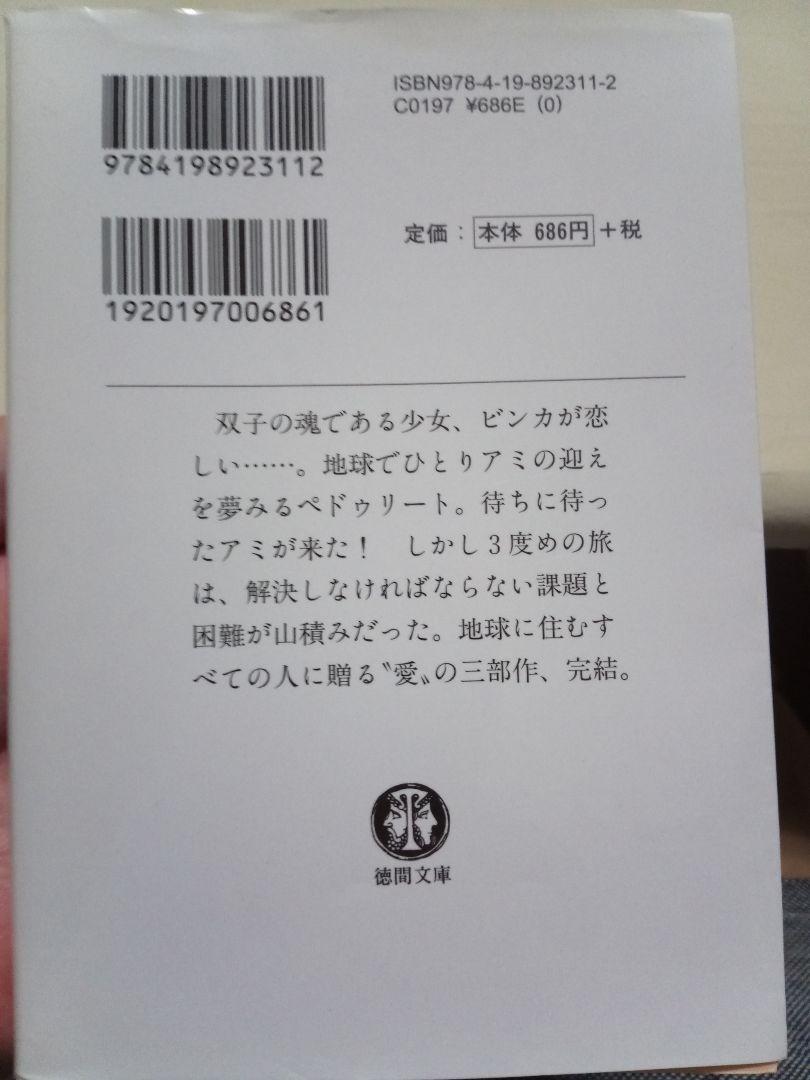 ISBN978-4-19-892311-2
C0197 ¥686E (0)
9784198923112
定価：本体 686円+税
1920197006861
双子の魂である少女、ビンカが恋
しい……。地球でひとりアミの迎え
を夢みるペドゥリート。待ちに待っ
たアミが来た！　しかし３度めの旅
は、解決しなければならない課題と
困難が山積みだった。地球に住むす
べての人に贈る〝愛〟の三部作、完結。
徳間文庫